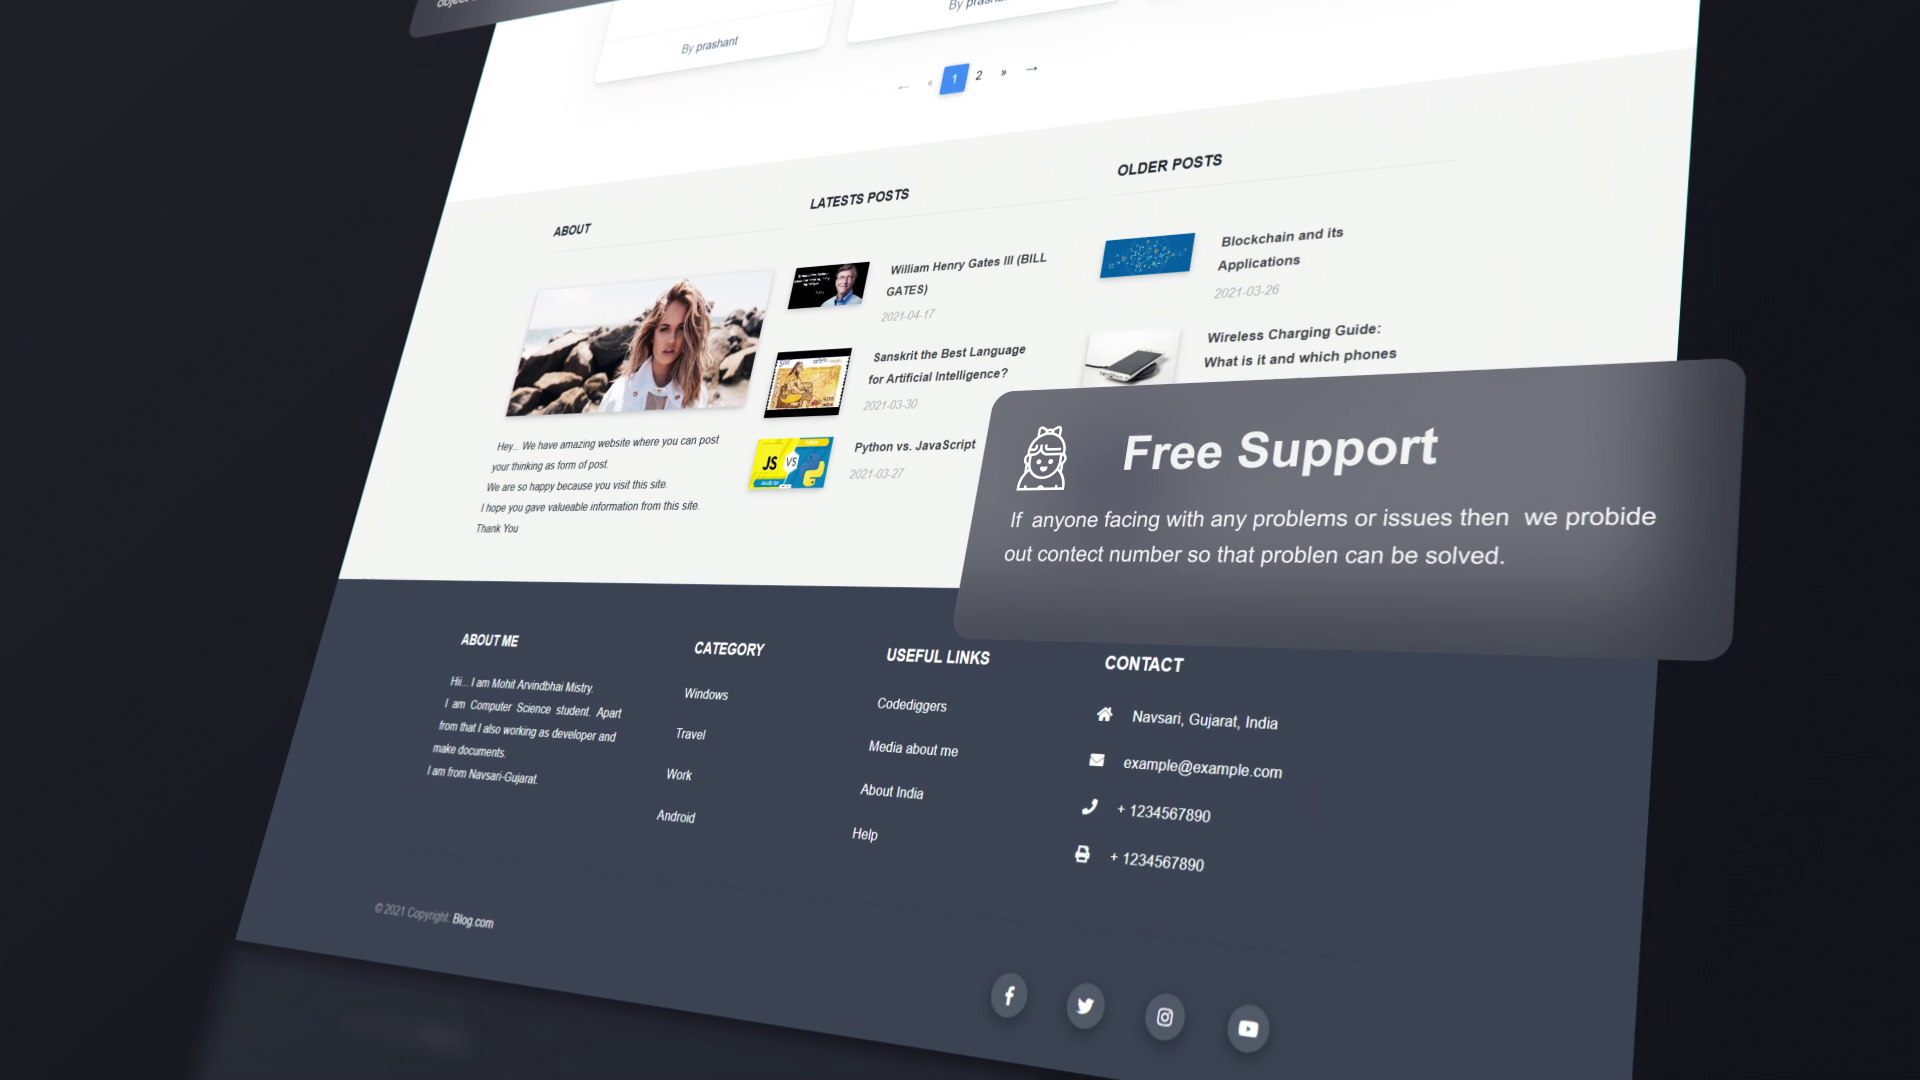 object
By prashant
By prashant
← « 1 2 » →
ABOUT
Hey... We have amazing website where you can post
your thinking as form of post.
We are so happy because you visit this site.
I hope you gave valueable information from this site.
Thank You
LATESTS POSTS
William Henry Gates III (BILL
GATES)
2021-04-17
Sanskrit the Best Language
for Artificial Intelligence?
2021-03-30
JS VS
Python vs. JavaScript
2021-03-27
OLDER POSTS
Blockchain and its
Applications
2021-03-26
Wireless Charging Guide:
What is it and which phones
Free Support
If anyone facing with any problems or issues then we probide
out contect number so that problen can be solved.
ABOUT ME
Hii... I am Mohit Arvindbhai Mistry.
I am Computer Science student. Apart
from that I also working as developer and
make documents.
I am from Navsari-Gujarat.
CATEGORY
Windows
Travel
Work
Android
USEFUL LINKS
Codediggers
Media about me
About India
Help
CONTACT
Navsari, Gujarat, India
example@example.com
+ 1234567890
+ 1234567890
© 2021 Copyright: Blog.com